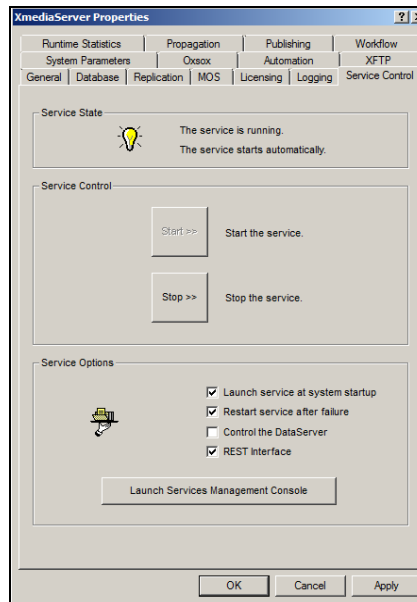 XmediaServer Properties
Runtime Statistics Propagation Publishing Workflow
System Parameters Oxsox Automation XFTP
General Database Replication MOS Licensing Logging Service Control
Service State
The service is running.
The service starts automatically.
Service Control
Start >> Start the service.
Stop >> Stop the service.
Service Options
Launch service at system startup
Restart service after failure
Control the DataServer
REST Interface
Launch Services Management Console
OK Cancel Apply